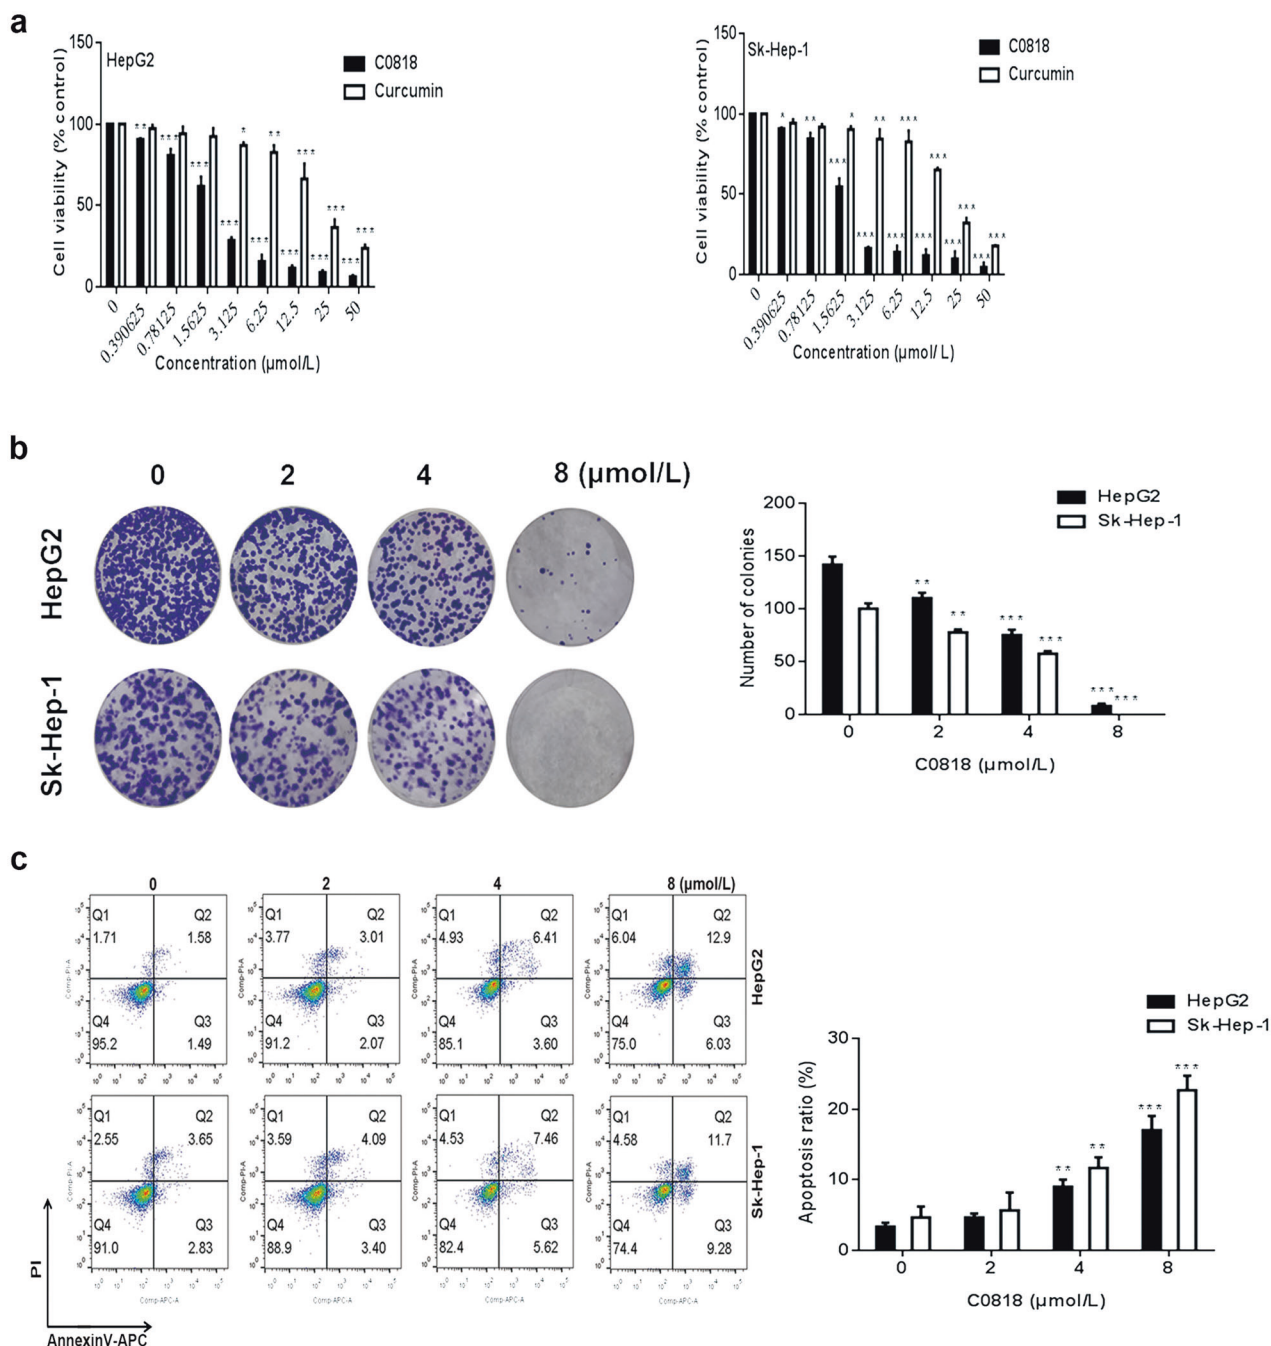 a
150
100
50
0
Cell viability (% control)
HepG2
C0818
Curcumin
** *** *** *** * *** ** *** *** *** *** *** ***
0 0.390625 0.78125 1.5625 3.125 6.25 12.5 25 50
Concentration (µmol/L)
150
100
50
0
Cell viability (% control)
Sk-Hep-1
C0818
Curcumin
* ** *** * *** ** *** *** *** *** *** *** *** ***
0 0.390625 0.78125 1.5625 3.125 6.25 12.5 25 50
Concentration (µmol/ L)
b
0 2 4 8 (µmol/L)
HepG2
Sk-Hep-1
200
150
100
50
0
Number of colonies
HepG2
Sk-Hep-1
** ** *** *** *** ***
0 2 4 8
C0818 (µmol/L)
c
0 2 4 8 (µmol/L)
Q1 Q2 Q1 Q2 Q1 Q2 Q1 Q2
1.71 1.58 3.77 3.01 4.93 6.41 6.04 12.9
Q4 Q3 Q4 Q3 Q4 Q3 Q4 Q3
95.2 1.49 91.2 2.07 85.1 3.60 75.0 6.03
HepG2
Q1 Q2 Q1 Q2 Q1 Q2 Q1 Q2
2.55 3.65 3.59 4.09 4.53 7.46 4.58 11.7
Q4 Q3 Q4 Q3 Q4 Q3 Q4 Q3
91.0 2.83 88.9 3.40 82.4 5.62 74.4 9.28
Sk-Hep-1
Comp-APC-A Comp-APC-A Comp-APC-A Comp-APC-A
PI
AnnexinV-APC
30
20
10
0
Apoptosis ratio (%)
HepG2
Sk-Hep-1
** ** *** ***
0 2 4 8
C0818 (µmol/L)